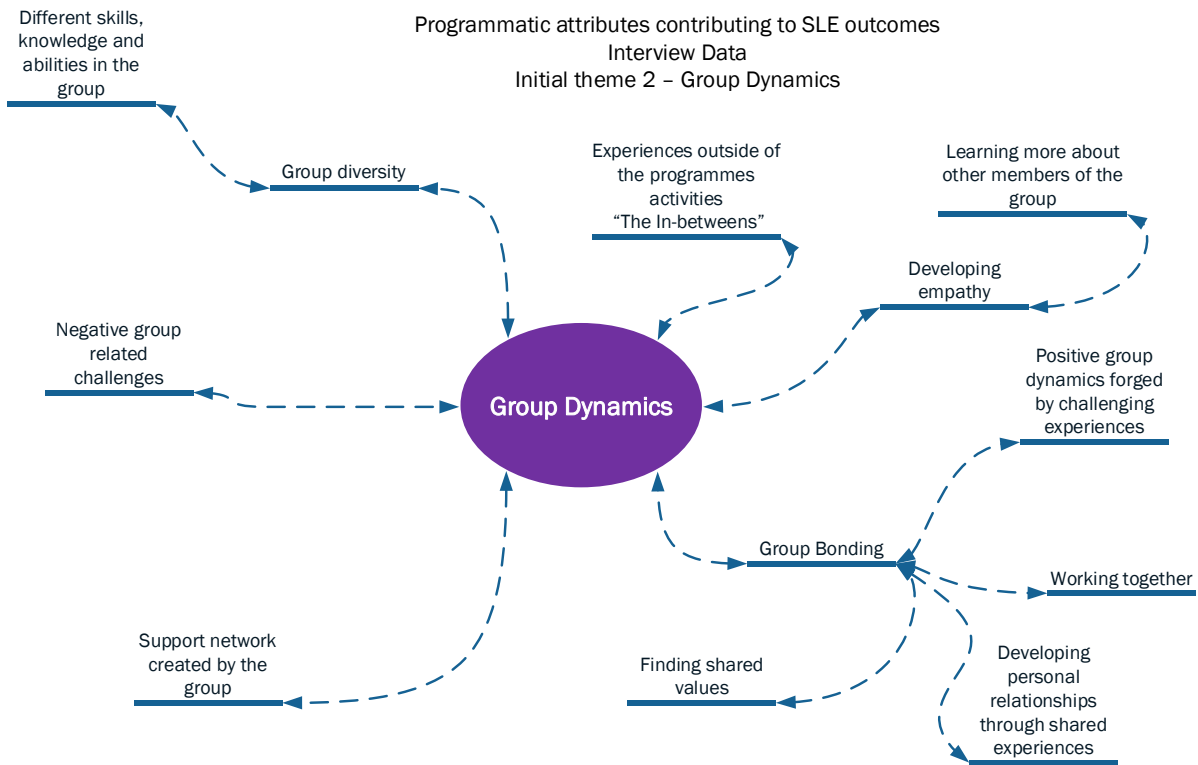 Programmatic attributes contributing to SLE outcomes
Interview Data
Initial theme 2 – Group Dynamics
Different skills,
knowledge and
abilities in the
group
Group diversity
Experiences outside of
the programmes
activities
“The In-betweens”
Learning more about
other members of the
group
Developing
empathy
Negative group
related
challenges
Group Dynamics
Positive group
dynamics forged
by challenging
experiences
Group Bonding
Working together
Support network
created by the
group
Finding shared
values
Developing
personal
relationships
through shared
experiences